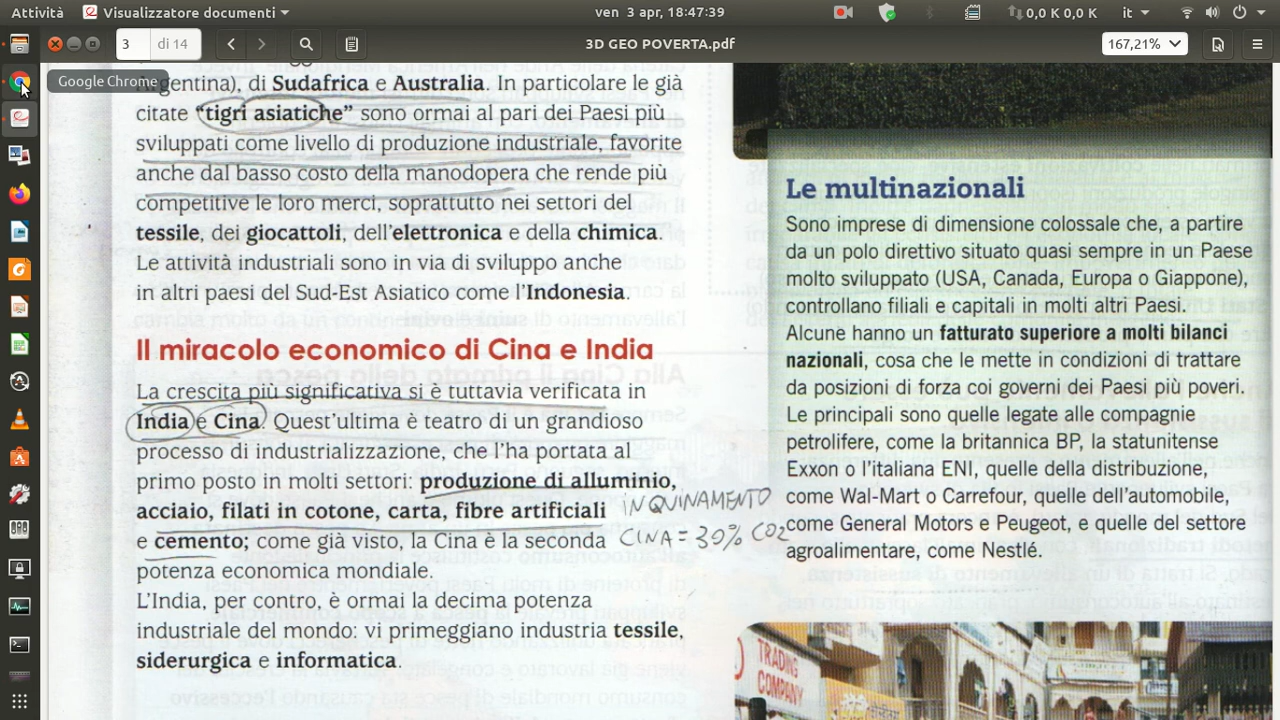 Attività
Visualizzatore documenti
ven 3 apr, 18:47:39
0,0 K 0,0 K
it
3
di 14
3D GEO POVERTA.pdf
167,21%
Google Chrome
Argentina), di Sudafrica e Australia. In particolare le già
citate “tigri asiatiche” sono ormai al pari dei Paesi più
sviluppati come livello di produzione industriale, favorite
anche dal basso costo della manodopera che rende più
competitive le loro merci, soprattutto nei settori del
tessile, dei giocattoli, dell'elettronica e della chimica.
Le attività industriali sono in via di sviluppo anche
in altri paesi del Sud-Est Asiatico come l'Indonesia.
Il miracolo economico di Cina e India
La crescita più significativa si è tuttavia verificata in
India e Cina. Quest'ultima è teatro di un grandioso
processo di industrializzazione, che l'ha portata al
primo posto in molti settori: produzione di alluminio,
acciaio, filati in cotone, carta, fibre artificiali
e cemento; come già visto, la Cina è la seconda
potenza economica mondiale.
L'India, per contro, è ormai la decima potenza
industriale del mondo: vi primeggiano industria tessile,
siderurgica e informatica.
INQUINAMENTO
CINA = 30% CO2
Le multinazionali
Sono imprese di dimensione colossale che, a partire
da un polo direttivo situato quasi sempre in un Paese
molto sviluppato (USA, Canada, Europa o Giappone),
controllano filiali e capitali in molti altri Paesi.
Alcune hanno un fatturato superiore a molti bilanci
nazionali, cosa che le mette in condizioni di trattare
da posizioni di forza coi governi dei Paesi più poveri.
Le principali sono quelle legate alle compagnie
petrolifere, come la britannica BP, la statunitense
Exxon o l'italiana ENI, quelle della distribuzione,
come Wal-Mart o Carrefour, quelle dell'automobile,
come General Motors e Peugeot, e quelle del settore
agroalimentare, come Nestlé.
TRADING
COMPANY